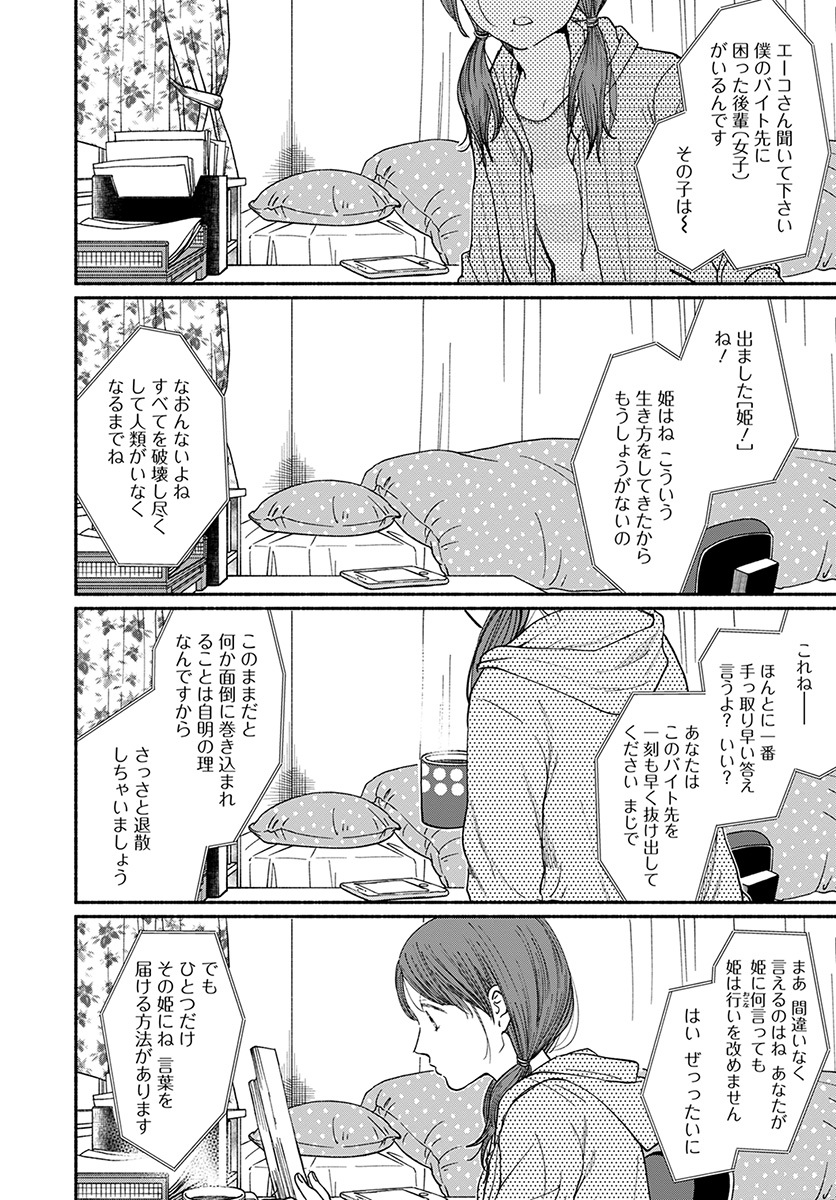 エーコさん聞いて下さい
僕のバイト先に
困った後輩(女子)
がいるんです
その子は〜
出ました[姫!]
ね!
姫はね こういう
生き方をしてきたから
もうしょうがないの
なおんないよね
すべてを破壊し尽く
して人類がいなく
なるまでね
これね――
ほんとに一番
手っ取り早い答え
言うよ? いい?
あなたは
このバイト先を
一刻も早く抜け出して
ください まじで
このままだと
何か面倒に巻き込まれ
ることは自明の理
なんですから
さっさと退散
しちゃいましょう
まあ 間違いなく
言えるのはね あなたが
姫に何言っても
姫は行いを改めません
おこな
はい ぜっったいに
でも
ひとつだけ
その姫にね 言葉を
届ける方法があります